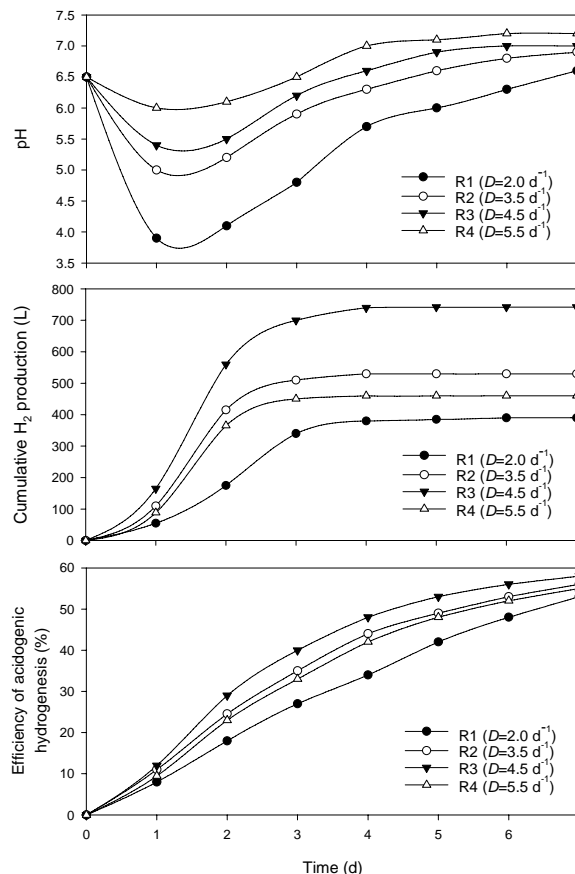 7.5
7.0
6.5
6.0
5.5
5.0
4.5
4.0
3.5
pH
R1 (D=2.0 d⁻¹)
R2 (D=3.5 d⁻¹)
R3 (D=4.5 d⁻¹)
R4 (D=5.5 d⁻¹)
800
700
600
500
400
300
200
100
0
Cumulative H₂ production (L)
R1 (D=2.0 d⁻¹)
R2 (D=3.5 d⁻¹)
R3 (D=4.5 d⁻¹)
R4 (D=5.5 d⁻¹)
60
50
40
30
20
10
0
Efficiency of acidogenic
hydrogenesis (%)
R1 (D=2.0 d⁻¹)
R2 (D=3.5 d⁻¹)
R3 (D=4.5 d⁻¹)
R4 (D=5.5 d⁻¹)
0 1 2 3 4 5 6
Time (d)